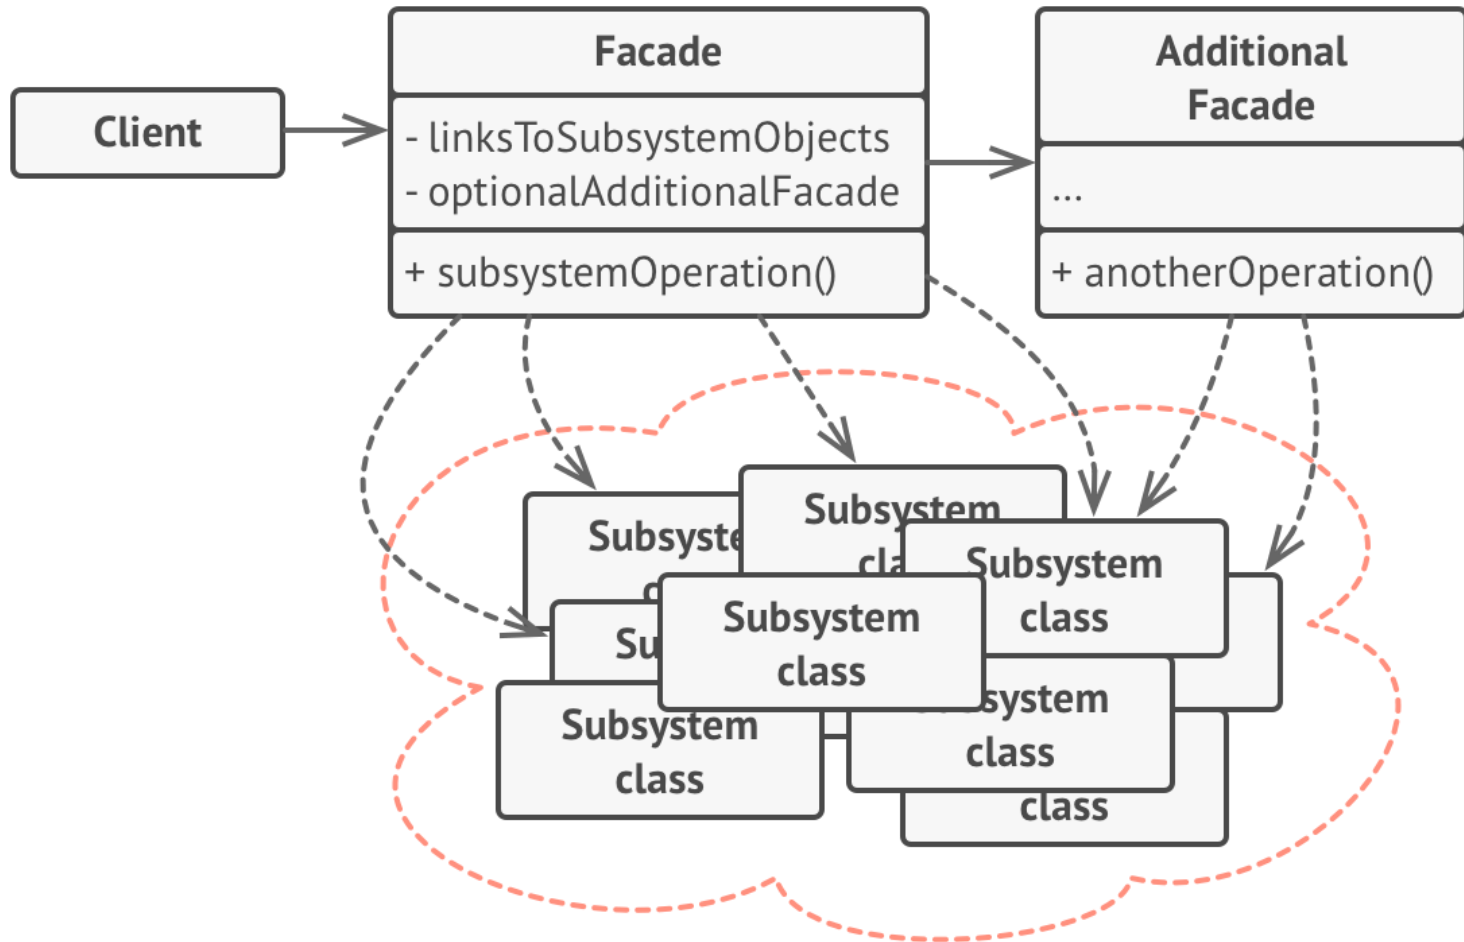 Facade
Additional
Facade
Client
- linksToSubsystemObjects
- optionalAdditionalFacade
...
+ subsystemOperation()
+ anotherOperation()
Subsystem
Subsystem
class
Subsystem
class
Subsystem
class
class
class